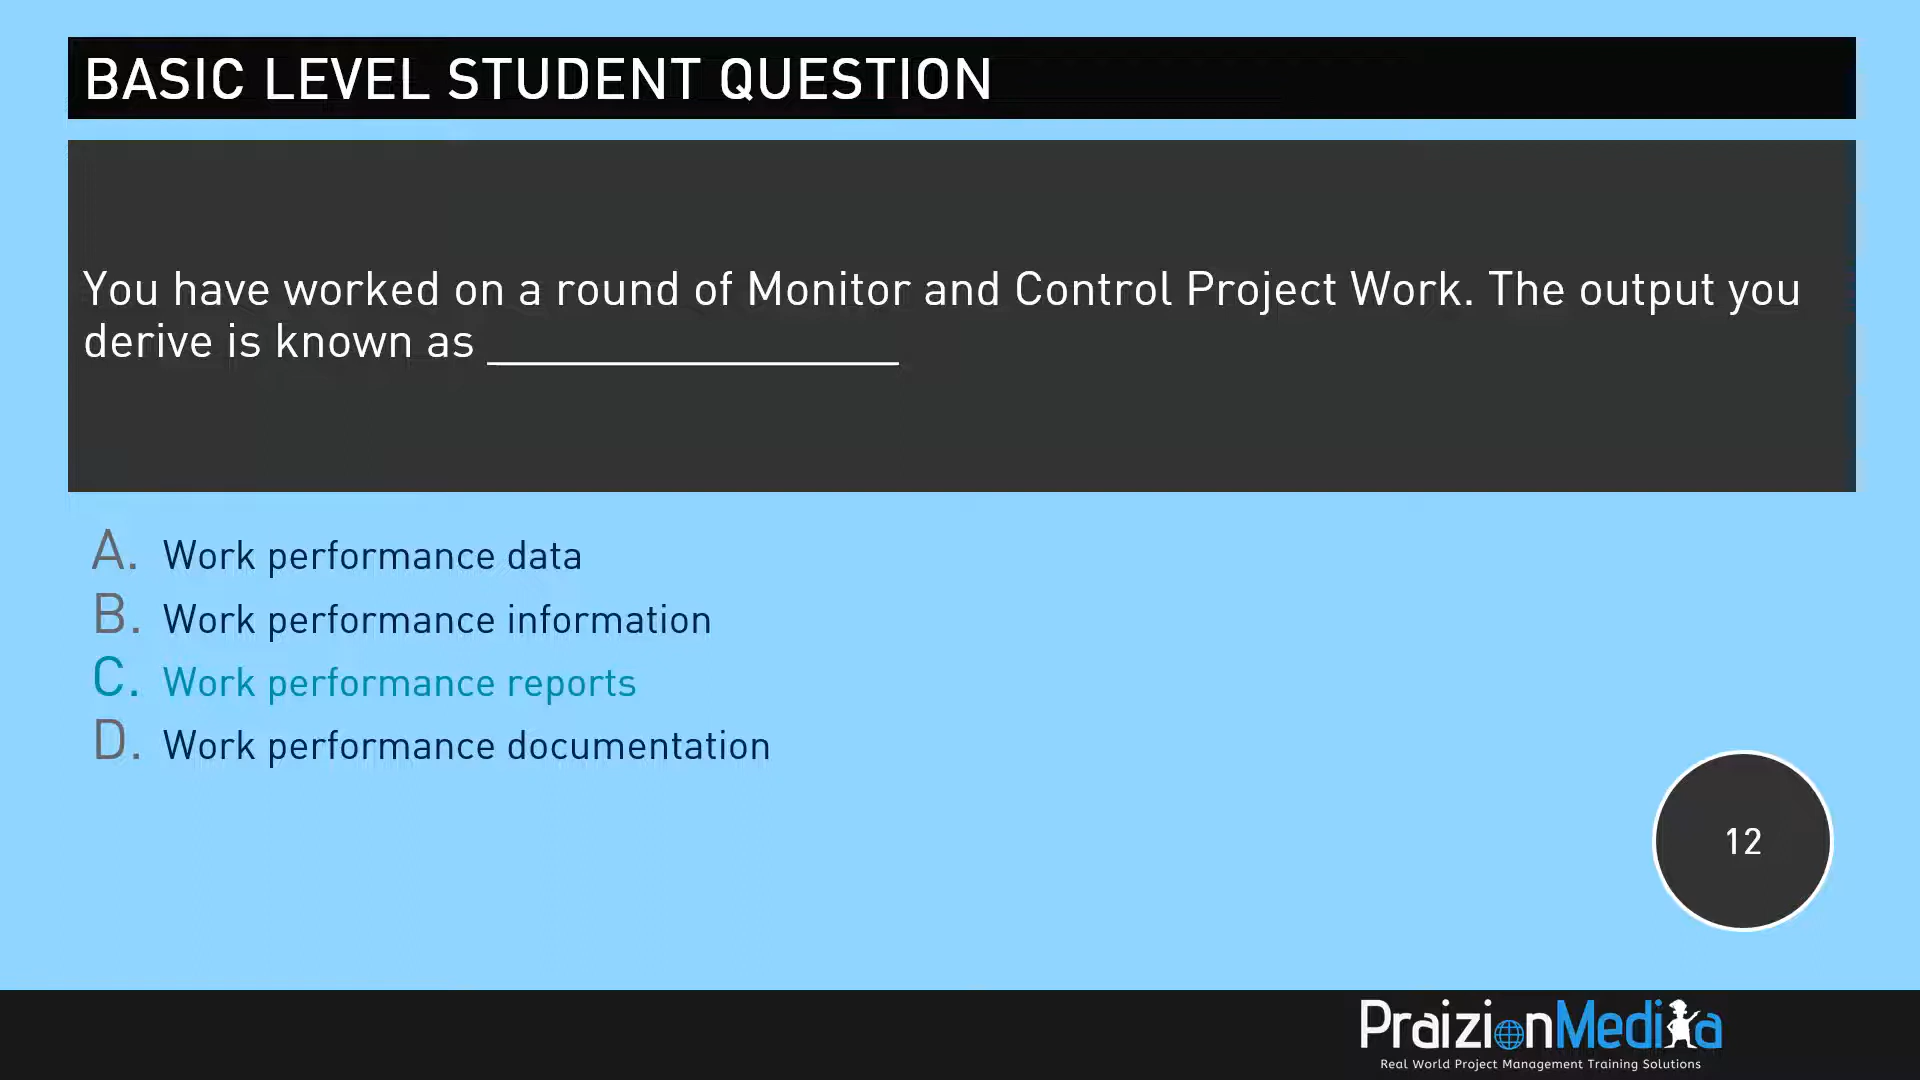 BASIC LEVEL STUDENT QUESTION
You have worked on a round of Monitor and Control Project Work. The output you
derive is known as ________________
A. Work performance data
B. Work performance information
C. Work performance reports
D. Work performance documentation
12
PraizionMedia
Real World Project Management Training Solutions